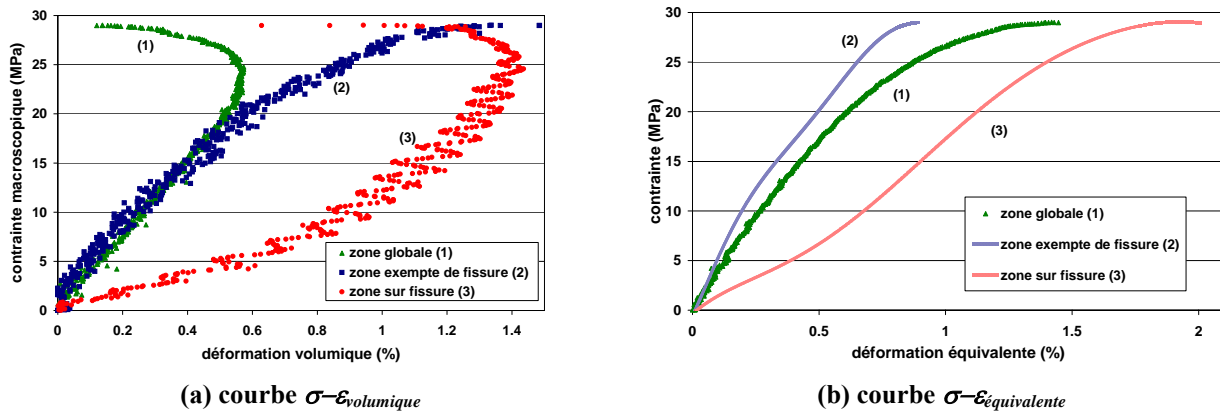 contrainte macroscopique (MPa)
30
25
20
15
10
5
0
0
0.2
0.4
0.6
0.8
1
1.2
1.4
déformation volumique (%)
(1)
(2)
(3)
zone globale (1)
zone exempte de fissure (2)
zone sur fissure (3)
(a) courbe σ−εvolumique
contrainte (MPa)
30
25
20
15
10
5
0
0
0.5
1
1.5
2
déformation équivalente (%)
(2)
(1)
(3)
zone globale (1)
zone exempte de fissure (2)
zone sur fissure (3)
(b) courbe σ−εéquivalente